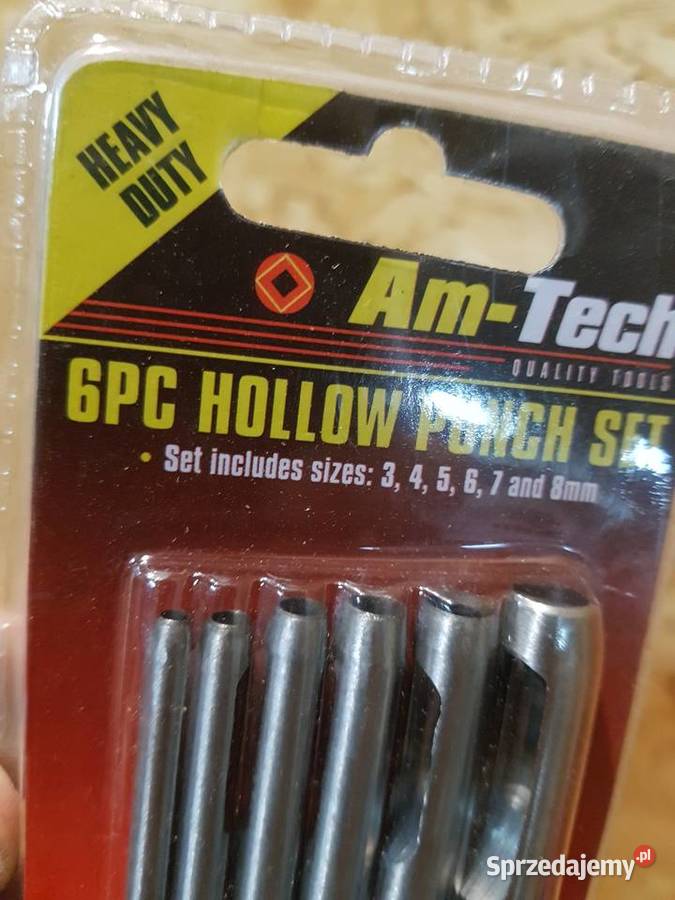 HEAVY
DUTY
Am-Tech
QUALITY TOOLS
6PC HOLLOW PUNCH SET
• Set includes sizes: 3, 4, 5, 6, 7 and 8mm
Sprzedajemy.pl